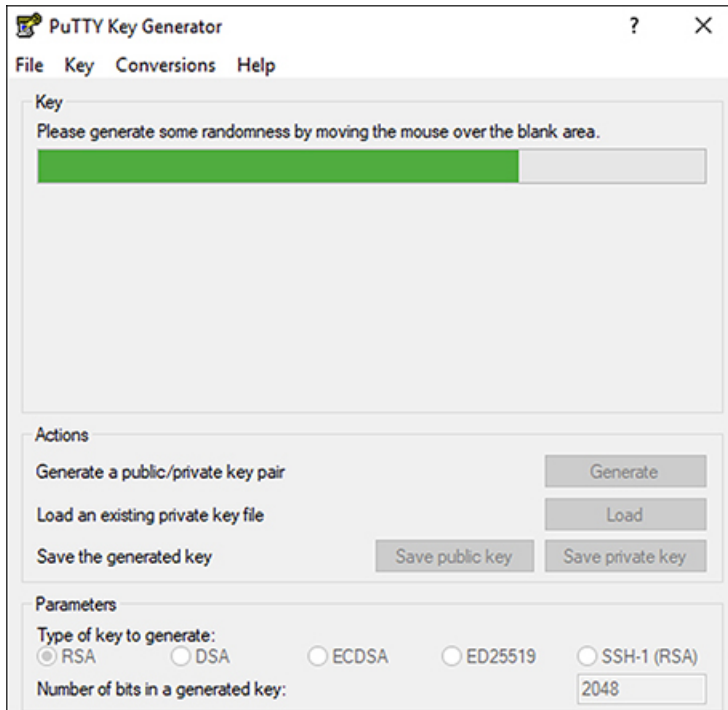 PuTTY Key Generator
? X
File Key Conversions Help
Key
Please generate some randomness by moving the mouse over the blank area.
Actions
Generate a public/private key pair Generate
Load an existing private key file Load
Save the generated key Save public key Save private key
Parameters
Type of key to generate:
RSA DSA ECDSA ED25519 SSH-1 (RSA)
Number of bits in a generated key: 2048